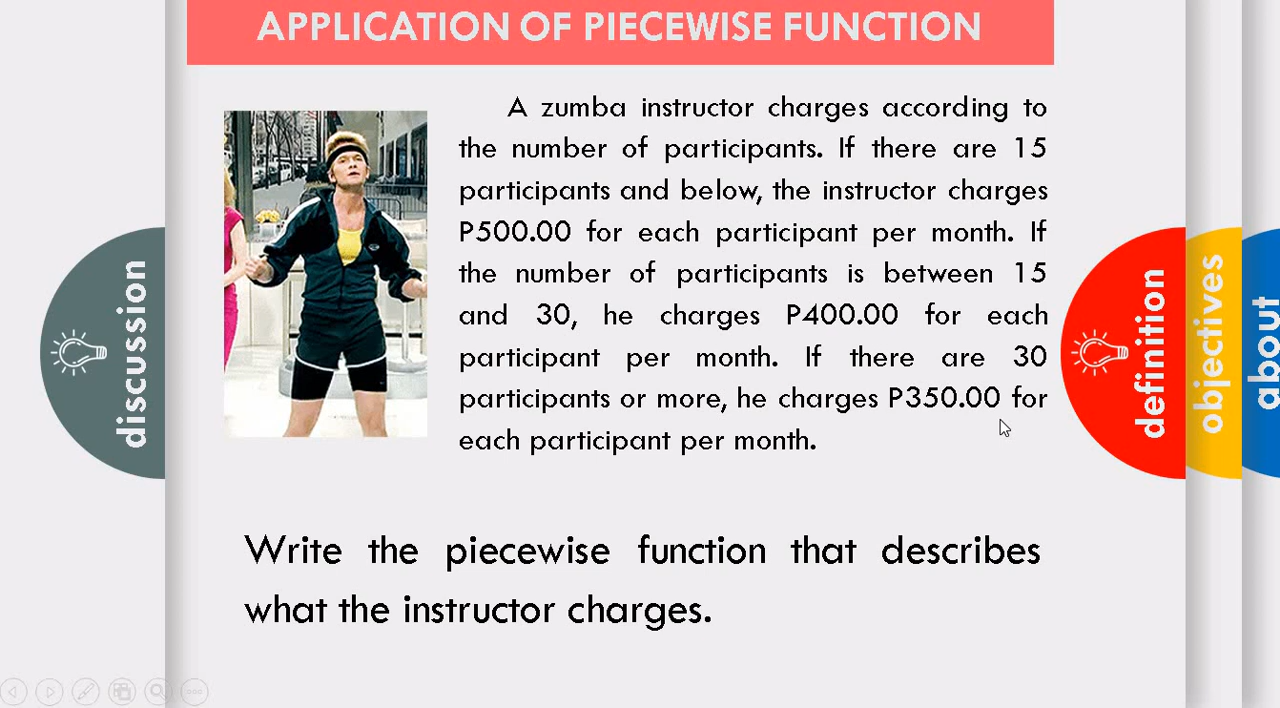 APPLICATION OF PIECEWISE FUNCTION
A zumba instructor charges according to
the number of participants. If there are 15
participants and below, the instructor charges
P500.00 for each participant per month. If
the number of participants is between 15
and 30, he charges P400.00 for each
participant per month. If there are 30
participants or more, he charges P350.00 for
each participant per month.
Write the piecewise function that describes
what the instructor charges.
discussion
definition
objectives
about